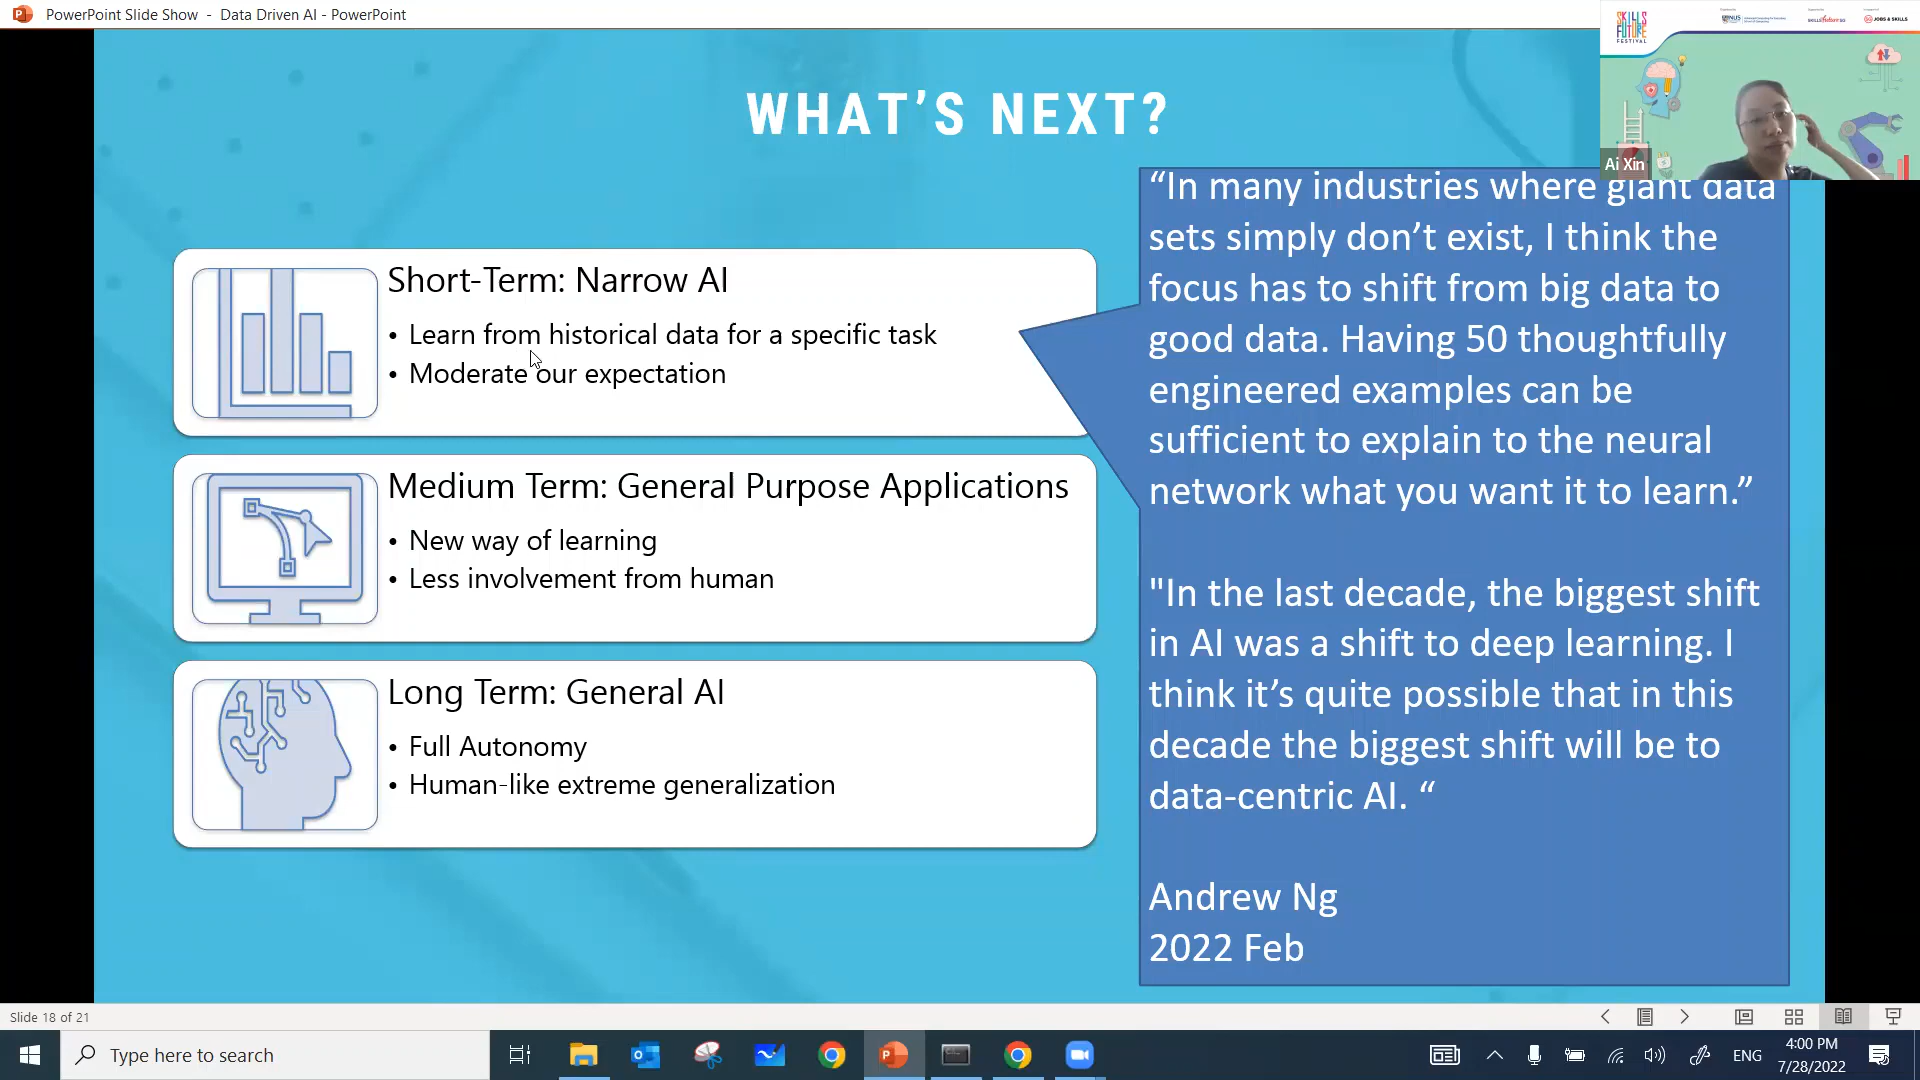 PowerPoint Slide Show - Data Driven AI - PowerPoint
SKILLS
FUTURE
FESTIVAL
NUS
JOBS & SKILLS
Ai Xin
WHAT’S NEXT?
Short-Term: Narrow AI
• Learn from historical data for a specific task
• Moderate our expectation
Medium Term: General Purpose Applications
• New way of learning
• Less involvement from human
Long Term: General AI
• Full Autonomy
• Human-like extreme generalization
“In many industries where giant data
sets simply don’t exist, I think the
focus has to shift from big data to
good data. Having 50 thoughtfully
engineered examples can be
sufficient to explain to the neural
network what you want it to learn.”
"In the last decade, the biggest shift
in AI was a shift to deep learning. I
think it’s quite possible that in this
decade the biggest shift will be to
data-centric AI. “
Andrew Ng
2022 Feb
Slide 18 of 21
Type here to search
ENG
4:00 PM
7/28/2022